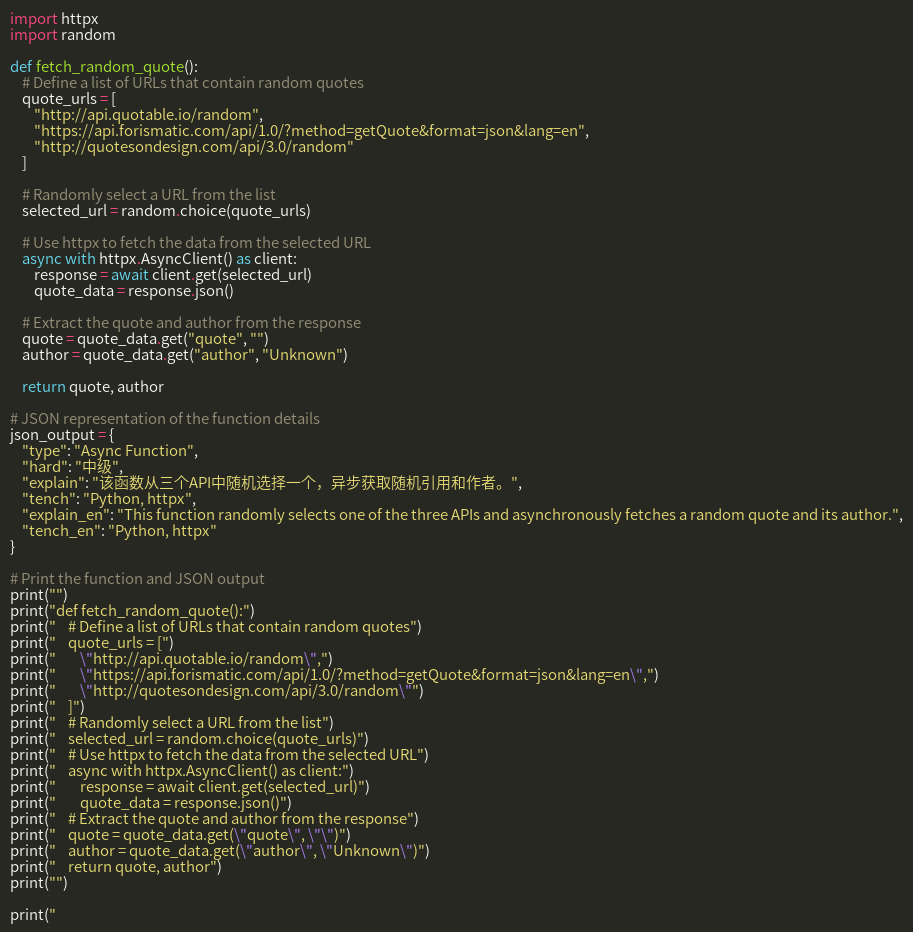 import httpx
import random

def fetch_random_quote():
    # Define a list of URLs that contain random quotes
    quote_urls = [
        "http://api.quotable.io/random",
        "https://api.forismatic.com/api/1.0/?method=getQuote&format=json&lang=en",
        "http://quotesondesign.com/api/3.0/random"
    ]

    # Randomly select a URL from the list
    selected_url = random.choice(quote_urls)

    # Use httpx to fetch the data from the selected URL
    async with httpx.AsyncClient() as client:
        response = await client.get(selected_url)
        quote_data = response.json()

    # Extract the quote and author from the response
    quote = quote_data.get("quote", "")
    author = quote_data.get("author", "Unknown")

    return quote, author

# JSON representation of the function details
json_output = {
    "type": "Async Function",
    "hard": "中级",
    "explain": "该函数从三个API中随机选择一个，异步获取随机引用和作者。",
    "tench": "Python, httpx",
    "explain_en": "This function randomly selects one of the three APIs and asynchronously fetches a random quote and its author.",
    "tench_en": "Python, httpx"
}

# Print the function and JSON output
print("")
print("def fetch_random_quote():")
print("    # Define a list of URLs that contain random quotes")
print("    quote_urls = [")
print("        \"http://api.quotable.io/random\",")
print("        \"https://api.forismatic.com/api/1.0/?method=getQuote&format=json&lang=en\",")
print("        \"http://quotesondesign.com/api/3.0/random\"")
print("    ]")
print("    # Randomly select a URL from the list")
print("    selected_url = random.choice(quote_urls)")
print("    # Use httpx to fetch the data from the selected URL")
print("    async with httpx.AsyncClient() as client:")
print("        response = await client.get(selected_url)")
print("        quote_data = response.json()")
print("    # Extract the quote and author from the response")
print("    quote = quote_data.get(\"quote\", \"\")")
print("    author = quote_data.get(\"author\", \"Unknown\")")
print("    return quote, author")
print("")

print("